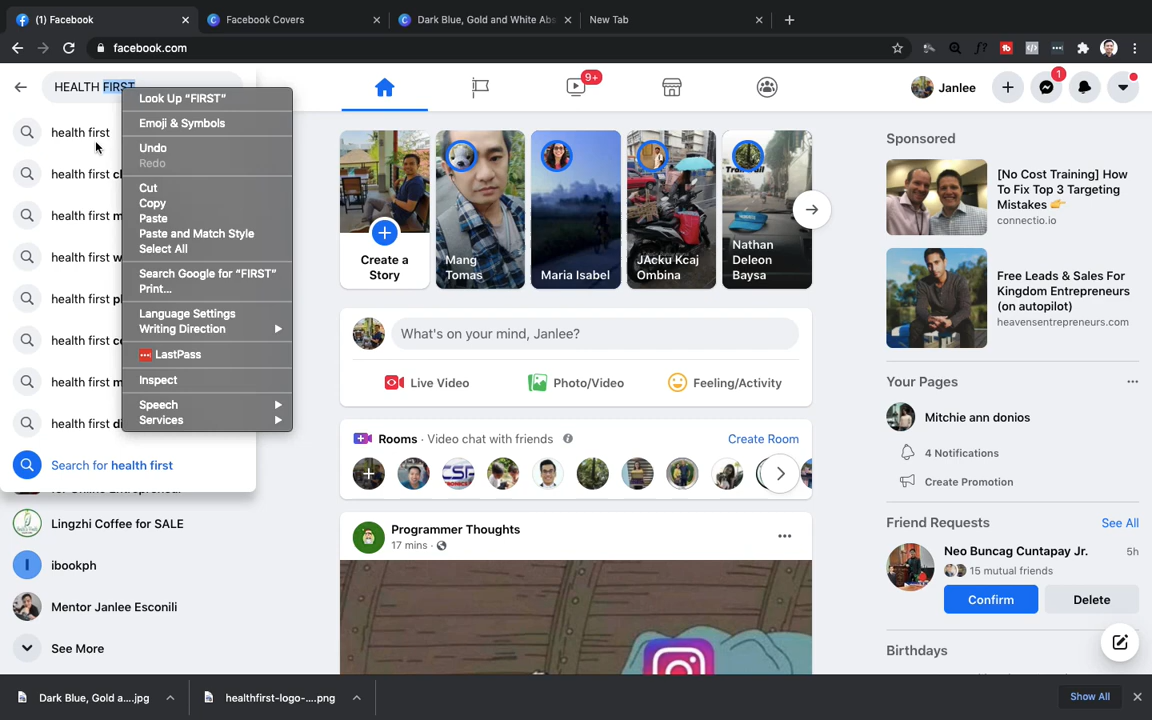 (1) Facebook
Facebook Covers
Dark Blue, Gold and White Abs
New Tab
facebook.com
HEALTH FIRST
9+
Janlee
1
Look Up "FIRST"
Emoji & Symbols
Undo
Redo
Cut
Copy
Paste
Paste and Match Style
Select All
Search Google for "FIRST"
Print...
Language Settings
Writing Direction
LastPass
Inspect
Speech
Services
health first
health first
health first m
health first w
health first
health first
health first m
health first
Search for health first
Lingzhi Coffee for SALE
I
ibookph
Mentor Janlee Esconili
See More
Create a
Story
Mang
Tomas
Maria Isabel
JAcku Kcaj
Ombina
Nathan
Deleon
Baysa
What's on your mind, Janlee?
Live Video
Photo/Video
Feeling/Activity
Rooms · Video chat with friends
Create Room
Programmer Thoughts
17 mins ·
Sponsored
[No Cost Training] How
To Fix Top 3 Targeting
Mistakes 👉
connectio.io
Free Leads & Sales For
Kingdom Entrepreneurs
(on autopilot)
heavensentrepreneurs.com
Your Pages
Mitchie ann donios
4 Notifications
Create Promotion
Friend Requests
See All
Neo Buncag Cuntapay Jr.
5h
15 mutual friends
Confirm
Delete
Birthdays
Dark Blue, Gold a....jpg
healthfirst-logo-....png
Show All